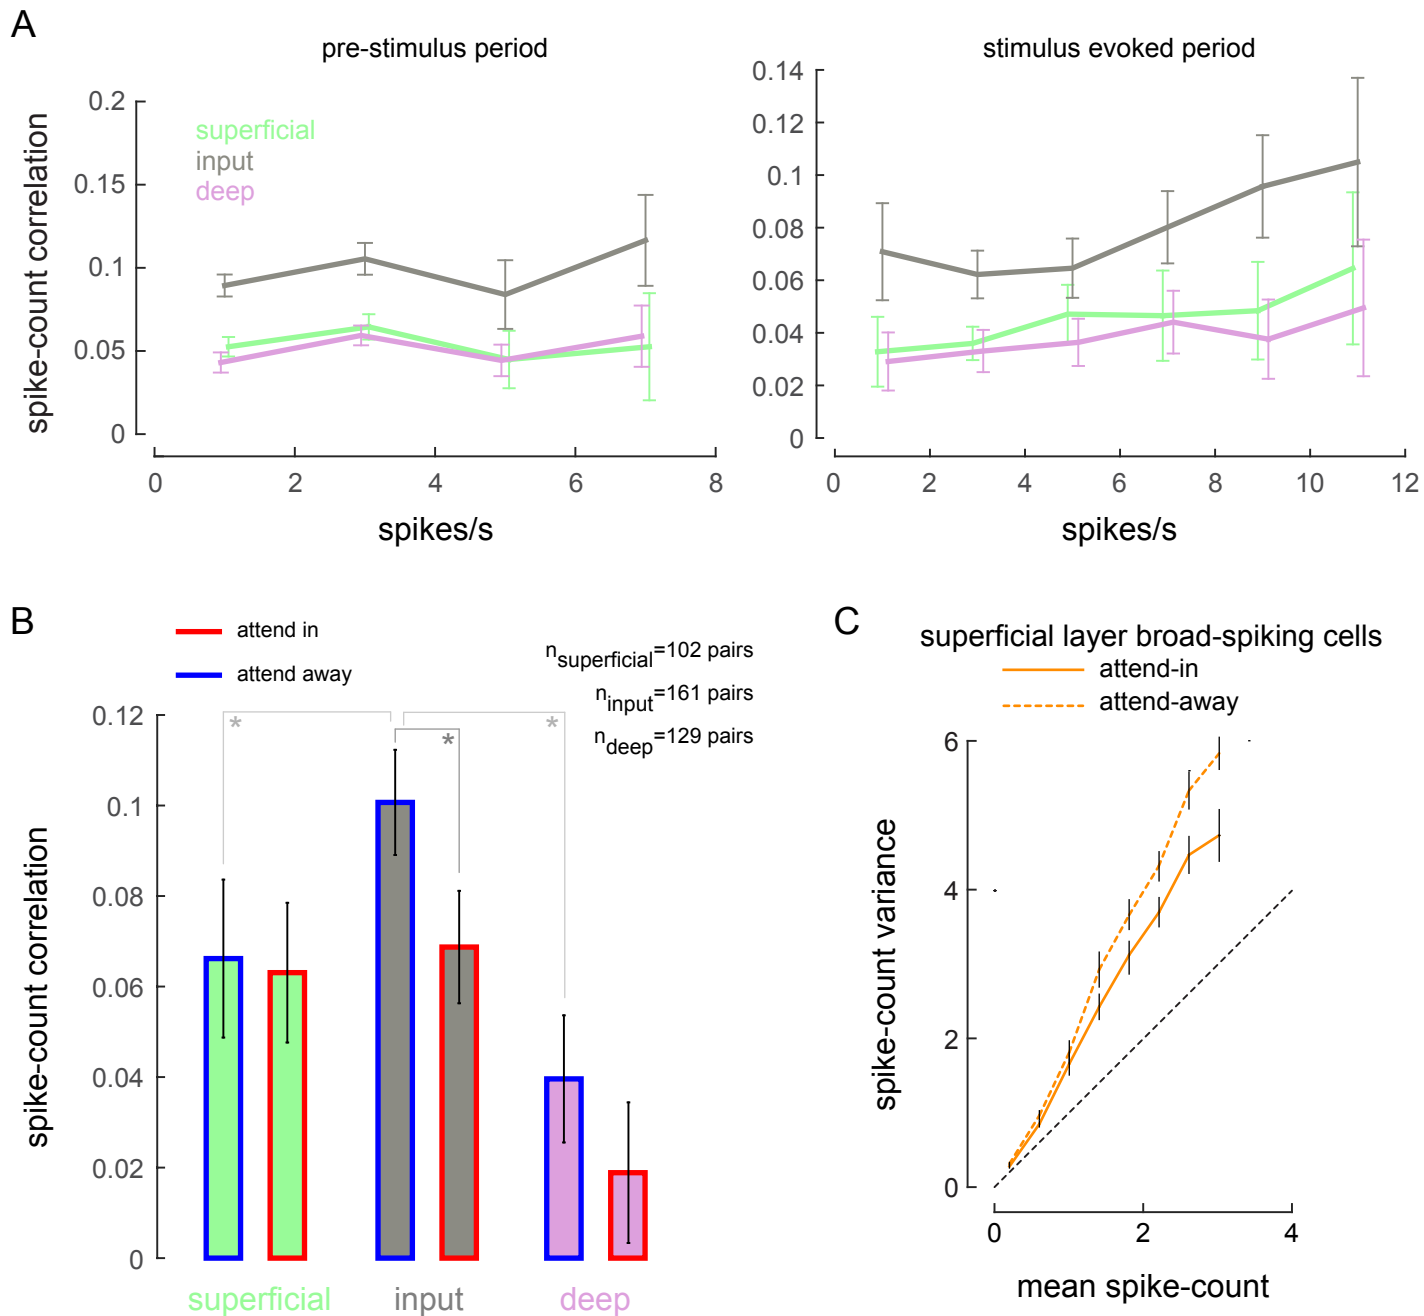 A
pre-stimulus period
stimulus evoked period
spike-count correlation
0.2
0.15
0.1
0.05
0
superficial
input
deep
0 2 4 6 8
spikes/s
0.14
0.12
0.1
0.08
0.06
0.04
0.02
0
0 2 4 6 8 10 12
spikes/s
B
attend in
attend away
n superficial=102 pairs
n input=161 pairs
n deep=129 pairs
spike-count correlation
0.12
0.1
0.08
0.06
0.04
0.02
0
* * *
superficial input deep
C
superficial layer broad-spiking cells
attend-in
attend-away
spike-count variance
6
4
2
0
0 2 4
mean spike-count